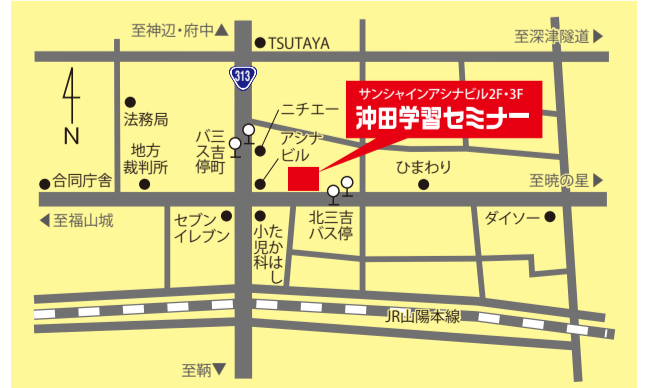 至神辺・府中▲
TSUTAYA
至深津隧道▶
313
サンシャインアシナビル2F・3F
沖田学習セミナー
N
法務局
ニチエー
三吉町
バス停
アシナ
ビル
地方
裁判所
合同庁舎
ひまわり
至暁の星▶
◀至福山城
セブン
イレブン
たかはし
小児科
北三吉
バス停
ダイソー
JR山陽本線
至鞆▼